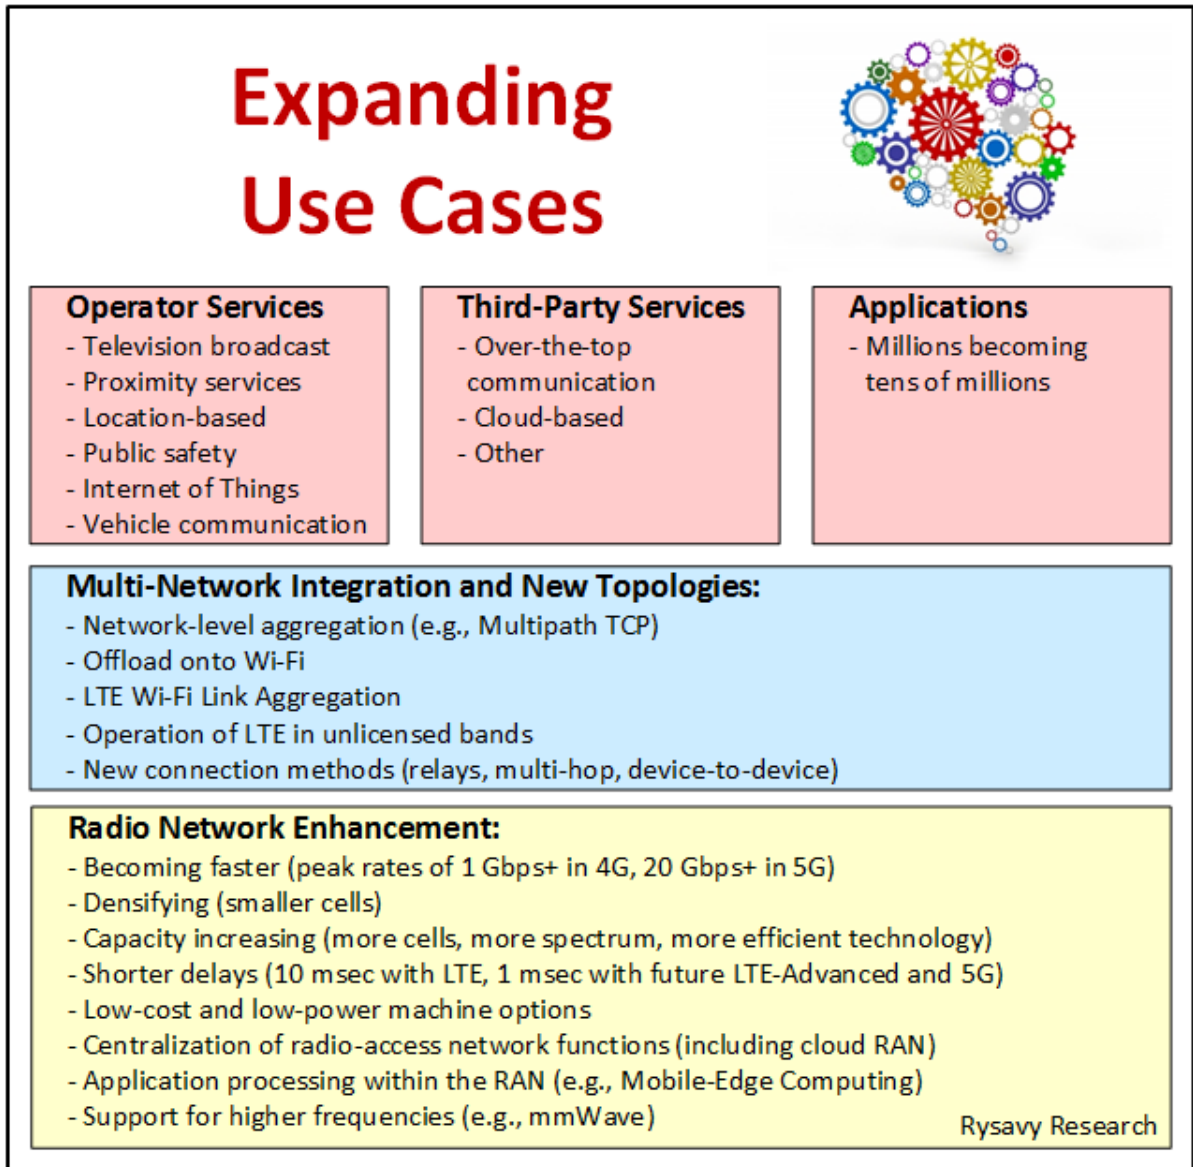 Expanding
Use Cases
Operator Services
- Television broadcast
- Proximity services
- Location-based
- Public safety
- Internet of Things
- Vehicle communication
Third-Party Services
- Over-the-top
communication
- Cloud-based
- Other
Applications
- Millions becoming
tens of millions
Multi-Network Integration and New Topologies:
- Network-level aggregation (e.g., Multipath TCP)
- Offload onto Wi-Fi
- LTE Wi-Fi Link Aggregation
- Operation of LTE in unlicensed bands
- New connection methods (relays, multi-hop, device-to-device)
Radio Network Enhancement:
- Becoming faster (peak rates of 1 Gbps+ in 4G, 20 Gbps+ in 5G)
- Densifying (smaller cells)
- Capacity increasing (more cells, more spectrum, more efficient technology)
- Shorter delays (10 msec with LTE, 1 msec with future LTE-Advanced and 5G)
- Low-cost and low-power machine options
- Centralization of radio-access network functions (including cloud RAN)
- Application processing within the RAN (e.g., Mobile-Edge Computing)
- Support for higher frequencies (e.g., mmWave)
Rysavy Research